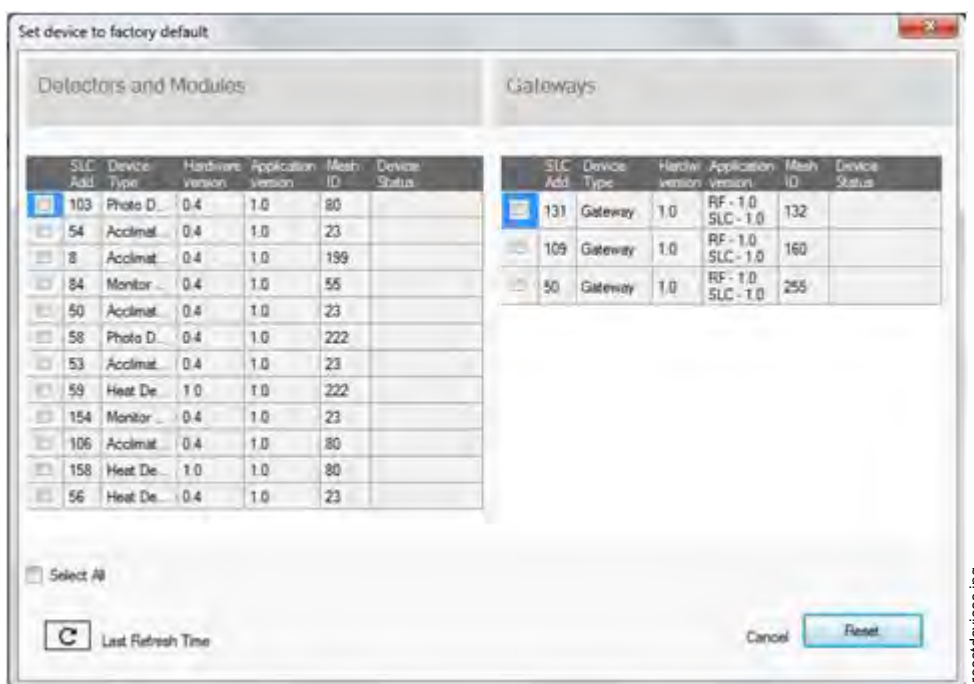 Set device to factory default
Detectors and Modules
SLC Add Device Type Hardware version Application version Mesh ID Device Status
103 Photo D... 0.4 1.0 80
54 Acclimat... 0.4 1.0 23
8 Acclimat... 0.4 1.0 199
84 Monitor ... 0.4 1.0 55
50 Acclimat... 0.4 1.0 23
58 Photo D... 0.4 1.0 222
53 Acclimat... 0.4 1.0 23
59 Heat De... 1.0 1.0 222
154 Monitor ... 0.4 1.0 23
106 Acclimat... 0.4 1.0 80
158 Heat De... 1.0 1.0 80
56 Heat De... 0.4 1.0 23
Gateways
SLC Add Device Type Hardw version Application version Mesh ID Device Status
131 Gateway 1.0 RF - 1.0 SLC - 1.0 132
109 Gateway 1.0 RF - 1.0 SLC - 1.0 160
50 Gateway 1.0 RF - 1.0 SLC - 1.0 255
Select All
Last Refresh Time
Cancel
Reset